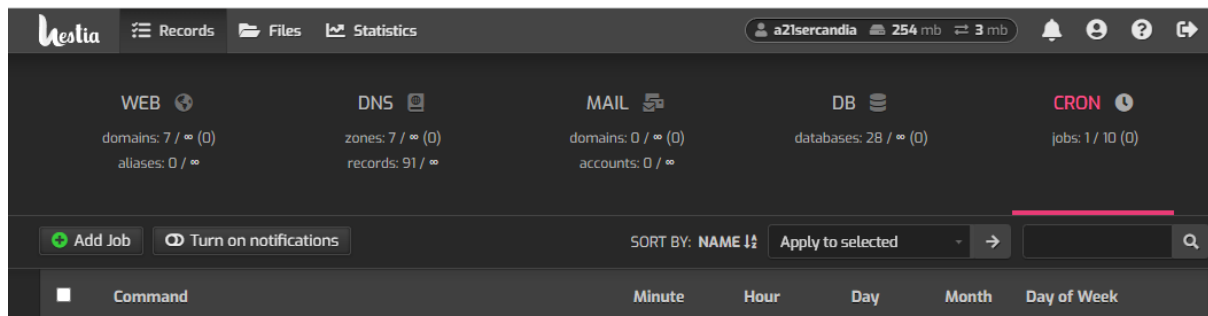 hestia Records Files Statistics a21sercandia 254 mb 3 mb
WEB DNS MAIL DB CRON
domains: 7 / ∞ (0) zones: 7 / ∞ (0) domains: 0 / ∞ (0) databases: 28 / ∞ (0) jobs: 1 / 10 (0)
aliases: 0 / ∞ records: 91 / ∞ accounts: 0 / ∞
Add Job Turn on notifications SORT BY: NAME Apply to selected
Command Minute Hour Day Month Day of Week